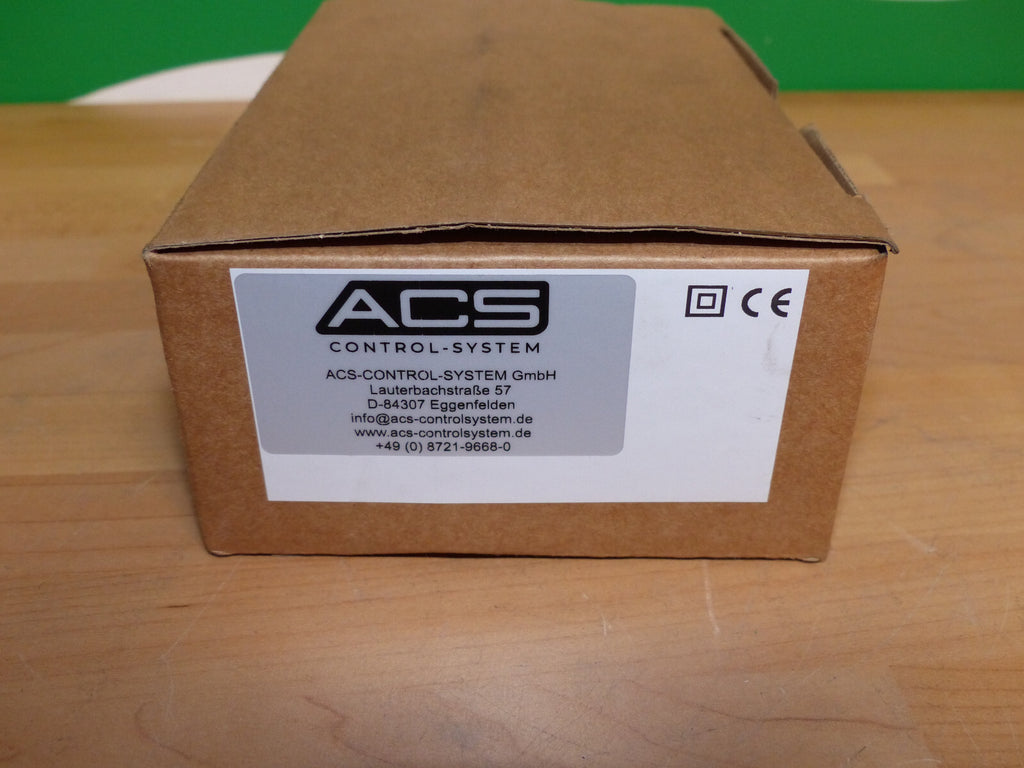 ACS
CONTROL-SYSTEM
ACS-CONTROL-SYSTEM GmbH
Lauterbachstraße 57
D-84307 Eggenfelden
info@acs-controlsystem.de
www.acs-controlsystem.de
+49 (0) 8721-9668-0
CE